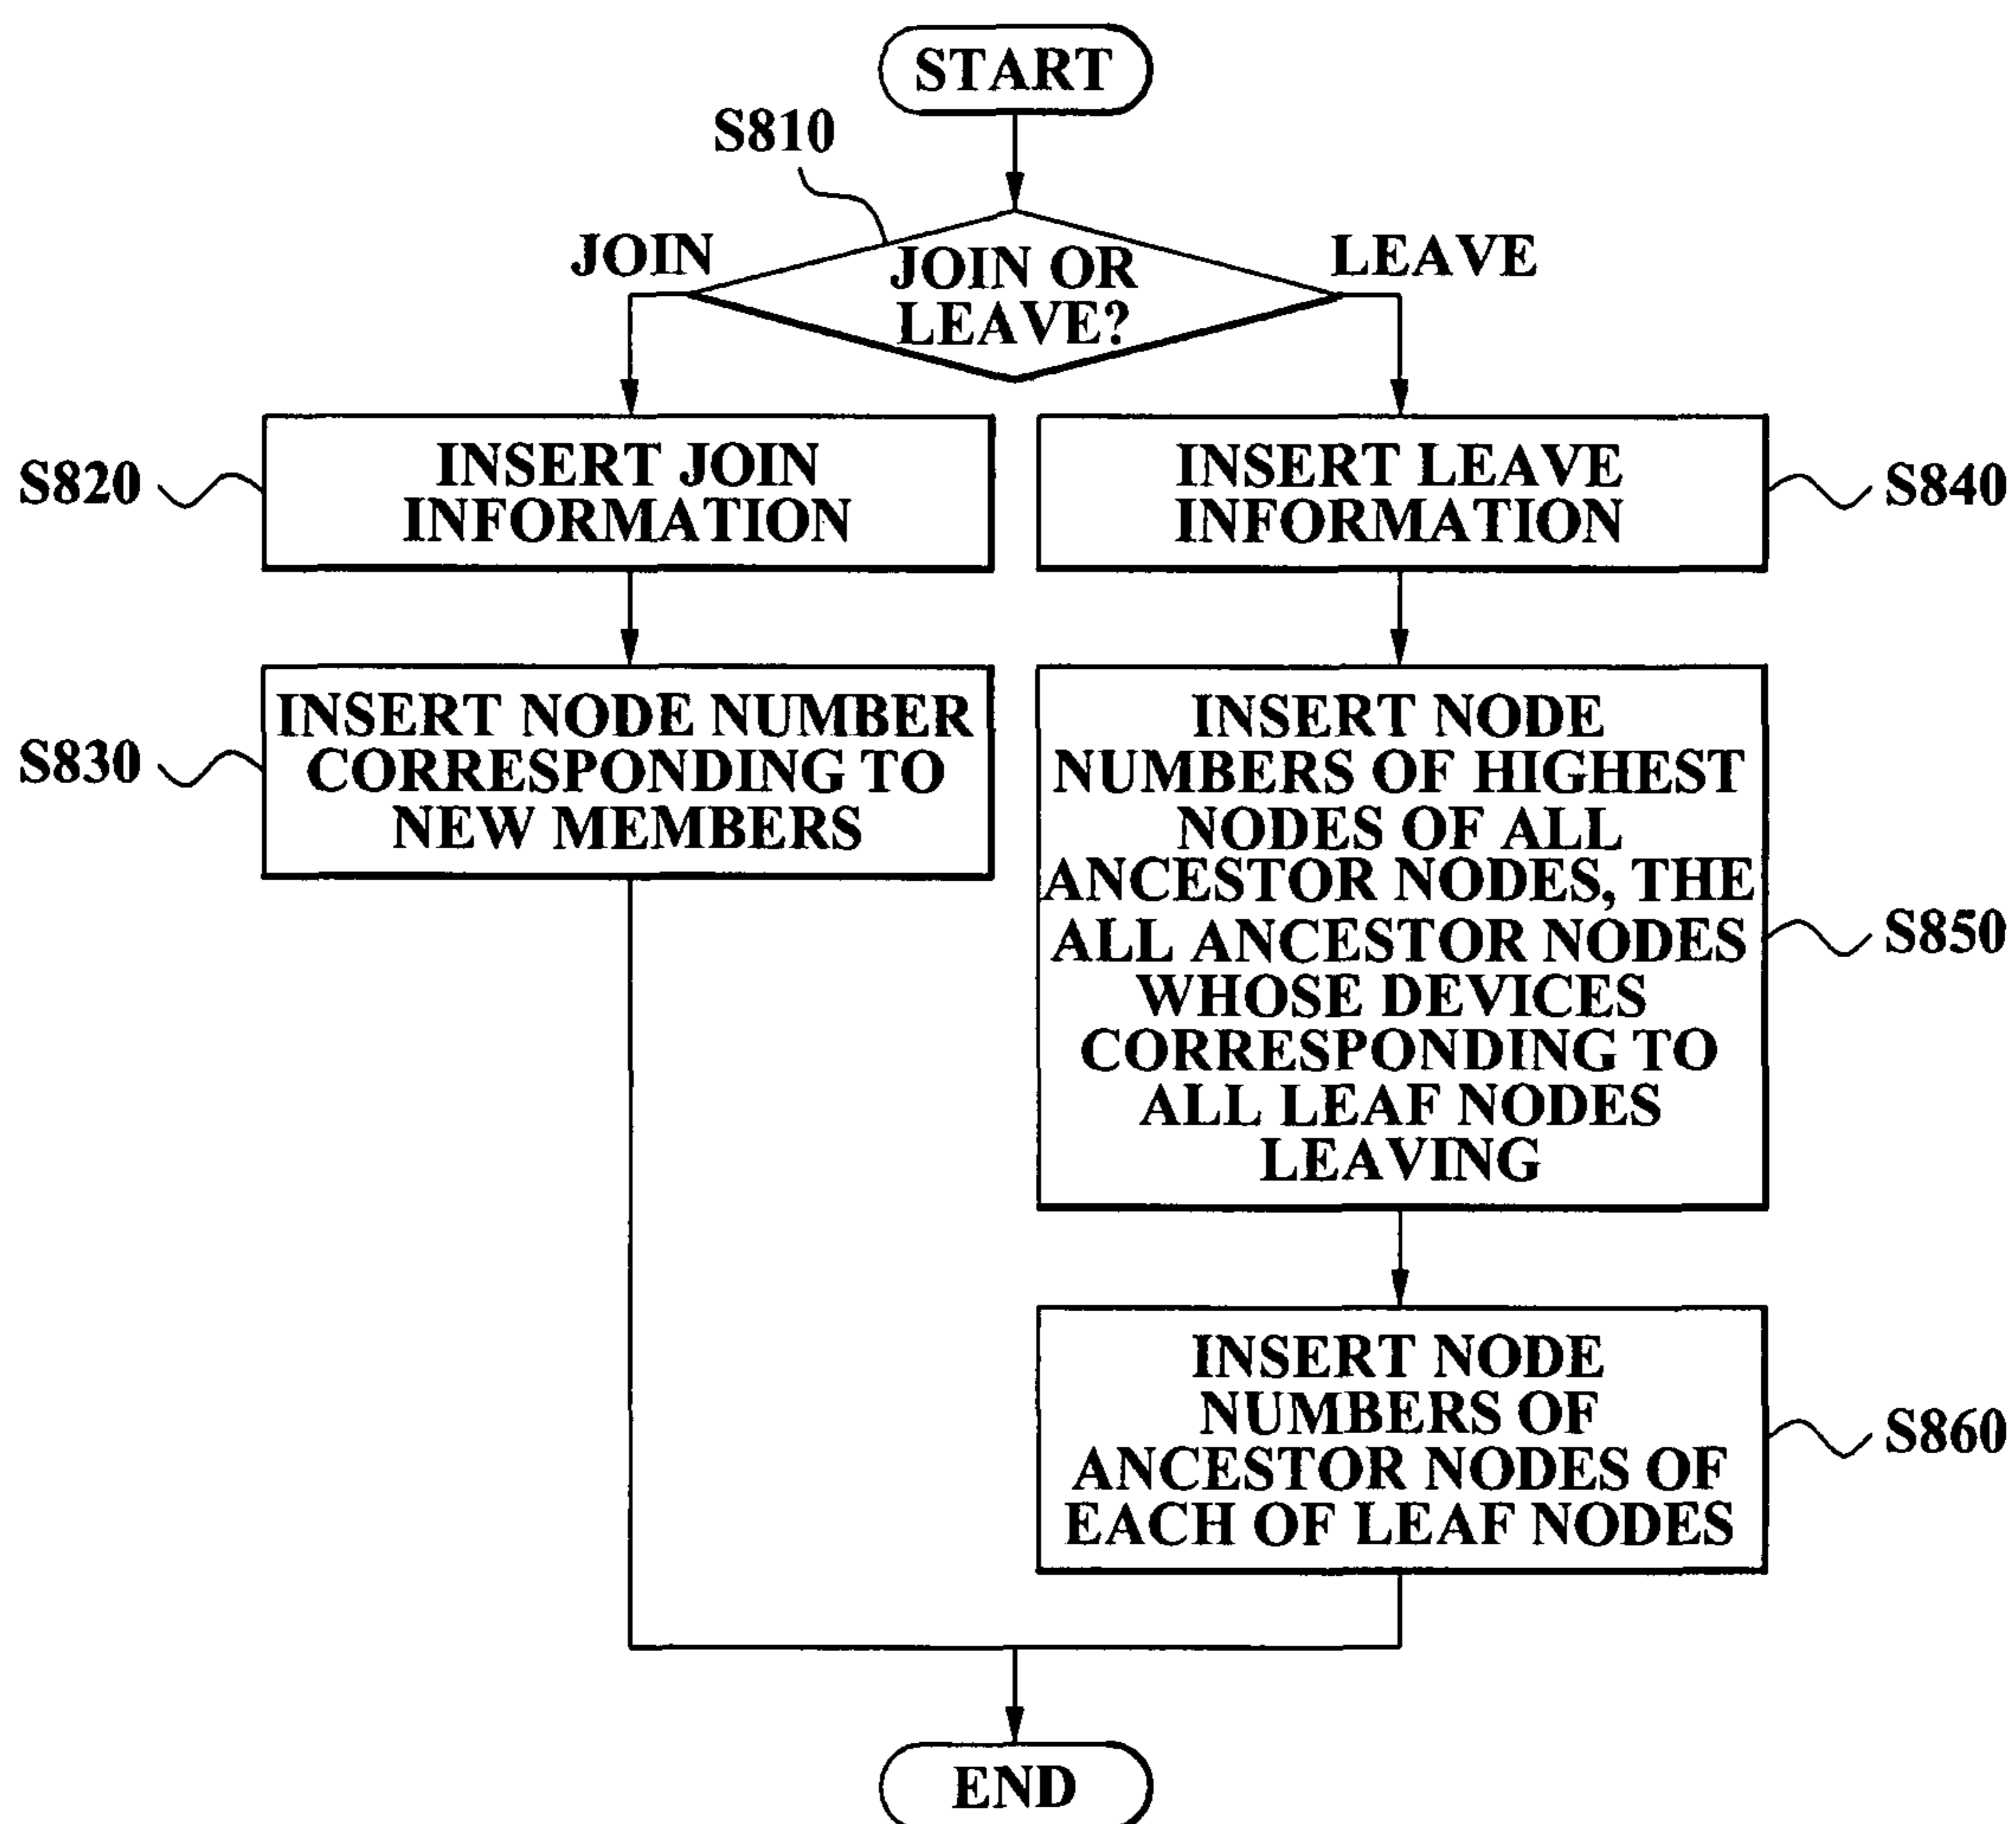 START
S810
JOIN
JOIN OR
LEAVE?
LEAVE
S820
INSERT JOIN
INFORMATION
INSERT LEAVE
INFORMATION
S840
S830
INSERT NODE NUMBER
CORRESPONDING TO
NEW MEMBERS
INSERT NODE
NUMBERS OF HIGHEST
NODES OF ALL
ANCESTOR NODES, THE
ALL ANCESTOR NODES
WHOSE DEVICES
CORRESPONDING TO
ALL LEAF NODES
LEAVING
S850
INSERT NODE
NUMBERS OF
ANCESTOR NODES OF
EACH OF LEAF NODES
S860
END